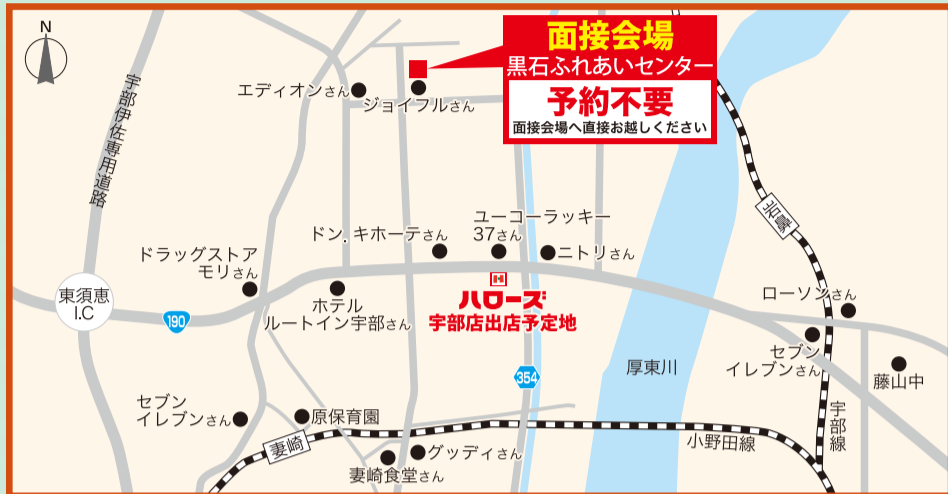 N
面接会場
黒石ふれあいセンター
予約不要
面接会場へ直接お越しください
エディオンさん
ジョイフルさん
宇部伊佐専用道路
岩鼻
ユーコーラッキー
37さん
ドン.キホーテさん
ニトリさん
ドラッグストア
モリさん
東須恵
I.C
190
ホテル
ルートイン宇部さん
ハローズ
宇部店出店予定地
ローソンさん
セブン
イレブンさん
藤山中
厚東川
354
セブン
イレブンさん
原保育園
妻崎
グッディさん
妻崎食堂さん
小野田線
宇部線